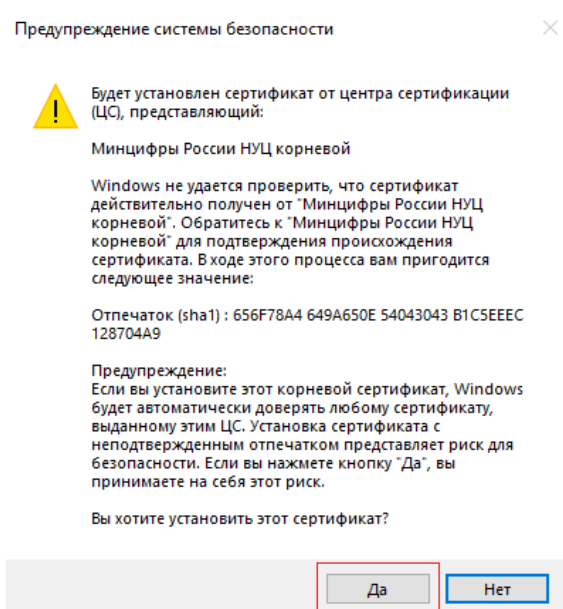 Предупреждение системы безопасности
Будет установлен сертификат от центра сертификации
(ЦС), представляющий:
Минцифры России НУЦ корневой
Windows не удается проверить, что сертификат
действительно получен от "Минцифры России НУЦ
корневой". Обратитесь к "Минцифры России НУЦ
корневой" для подтверждения происхождения
сертификата. В ходе этого процесса вам пригодится
следующее значение:
Отпечаток (sha1) : 656F78A4 649A650E 54043043 B1C5EEEC
128704A9
Предупреждение:
Если вы установите этот корневой сертификат, Windows
будет автоматически доверять любому сертификату,
выданному этим ЦС. Установка сертификата с
неподтвержденным отпечатком представляет риск для
безопасности. Если вы нажмете кнопку "Да", вы
принимаете на себя этот риск.
Вы хотите установить этот сертификат?
Да Нет